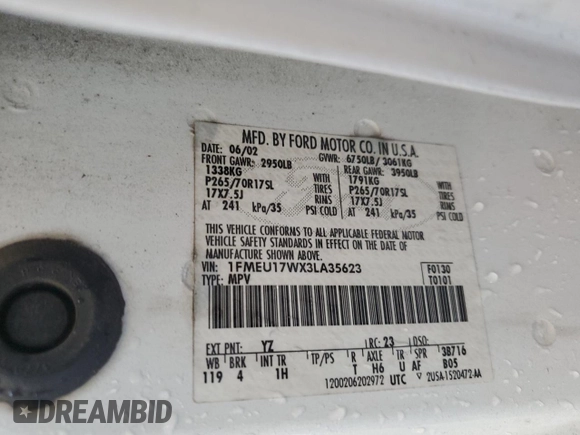 MFD. BY FORD MOTOR CO. IN U.S.A.
DATE: 06/02 GVWR: 6750LB/ 3061KG
FRONT GAWR: 2950LB REAR GAWR: 3950LB
1338KG WITH 1791KG WITH
P265/70R17SL TIRES P265/70R17SL TIRES
17X7.5J RIMS 17X7.5J RIMS
AT 241 kPa/35 PSI COLD AT 241 kPa/35 PSI COLD
THIS VEHICLE CONFORMS TO ALL APPLICABLE FEDERAL MOTOR
VEHICLE SAFETY STANDARDS IN EFFECT ON THE DATE OF
MANUFACTURE SHOWN ABOVE.
VIN: 1FMEU17WX3LA35623 F0130
TYPE: MPV T0101
EXT PNT: YZ RC: 23 DSO:
WB BRK INT TR TP/PS R AXLE TR SPR 3B716
119 4 1H T H6 U AF B05
1200206202972 UTC 2U5A-1520472-AA
© DREAMBID